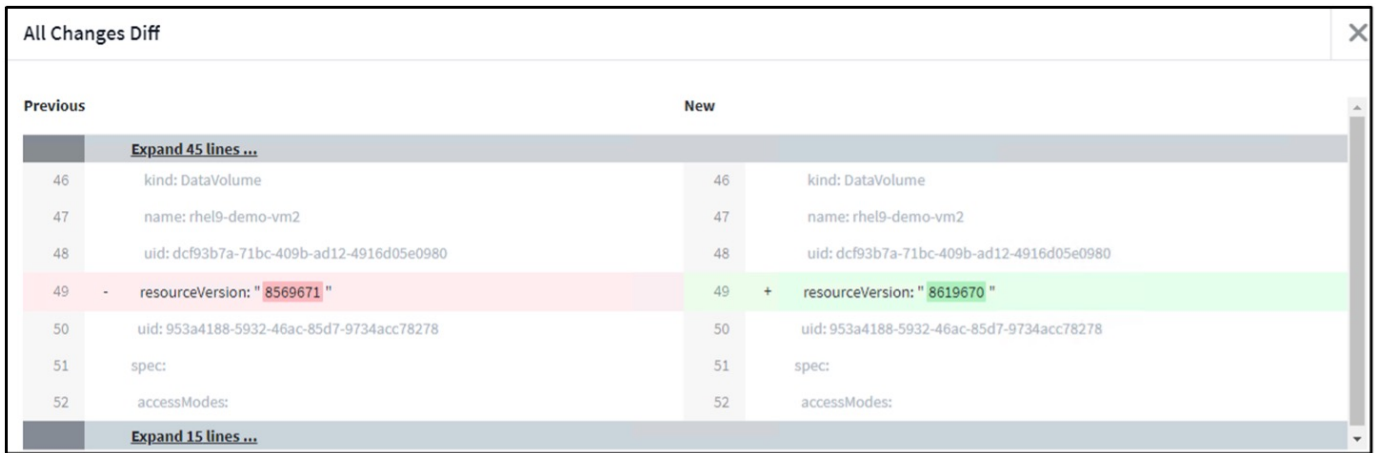 All Changes Diff
Previous New
Expand 45 lines ...
46 kind: DataVolume 46 kind: DataVolume
47 name: rhel9-demo-vm2 47 name: rhel9-demo-vm2
48 uid: dcf93b7a-71bc-409b-ad12-4916d05e0980 48 uid: dcf93b7a-71bc-409b-ad12-4916d05e0980
49 - resourceVersion: " 8569671 " 49 + resourceVersion: " 8619670 "
50 uid: 953a4188-5932-46ac-85d7-9734acc78278 50 uid: 953a4188-5932-46ac-85d7-9734acc78278
51 spec: 51 spec:
52 accessModes: 52 accessModes:
Expand 15 lines ...